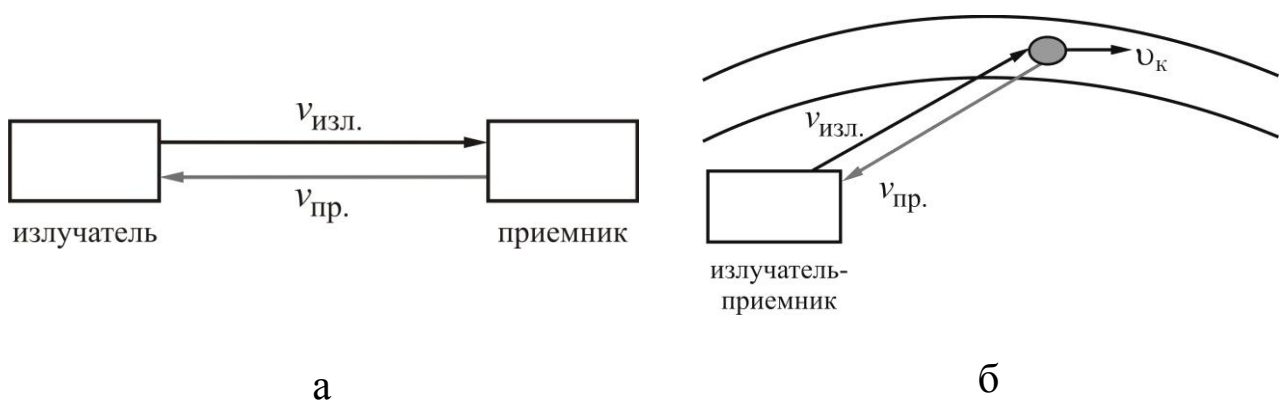 νизл.
νпр.
излучатель
приемник
а
υк
νизл.
νпр.
излучатель-
приемник
б